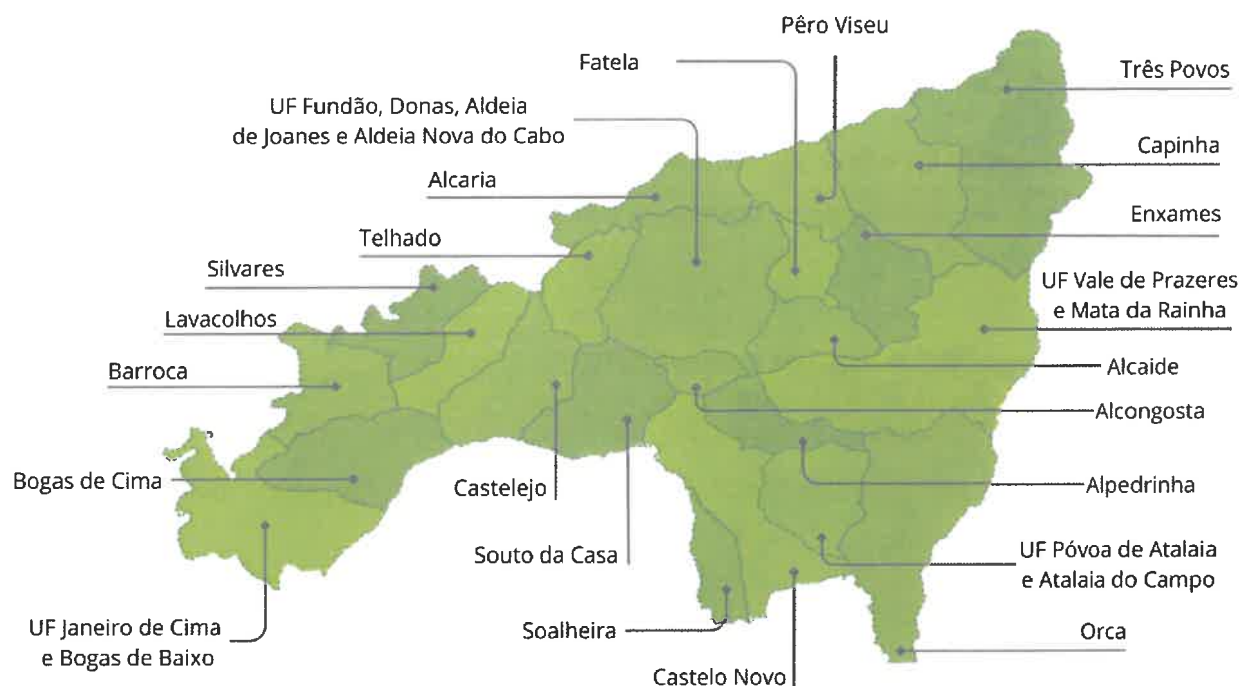 Pêro Viseu
Fatela
Três Povos
UF Fundão, Donas, Aldeia
de Joanes e Aldeia Nova do Cabo
Capinha
Alcaria
Enxames
Telhado
Silvares
UF Vale de Prazeres
e Mata da Rainha
Lavacolhos
Barroca
Alcaide
Alcongosta
Bogas de Cima
Castelejo
Alpedrinha
Souto da Casa
UF Póvoa de Atalaia
e Atalaia do Campo
UF Janeiro de Cima
e Bogas de Baixo
Soalheira
Orca
Castelo Novo